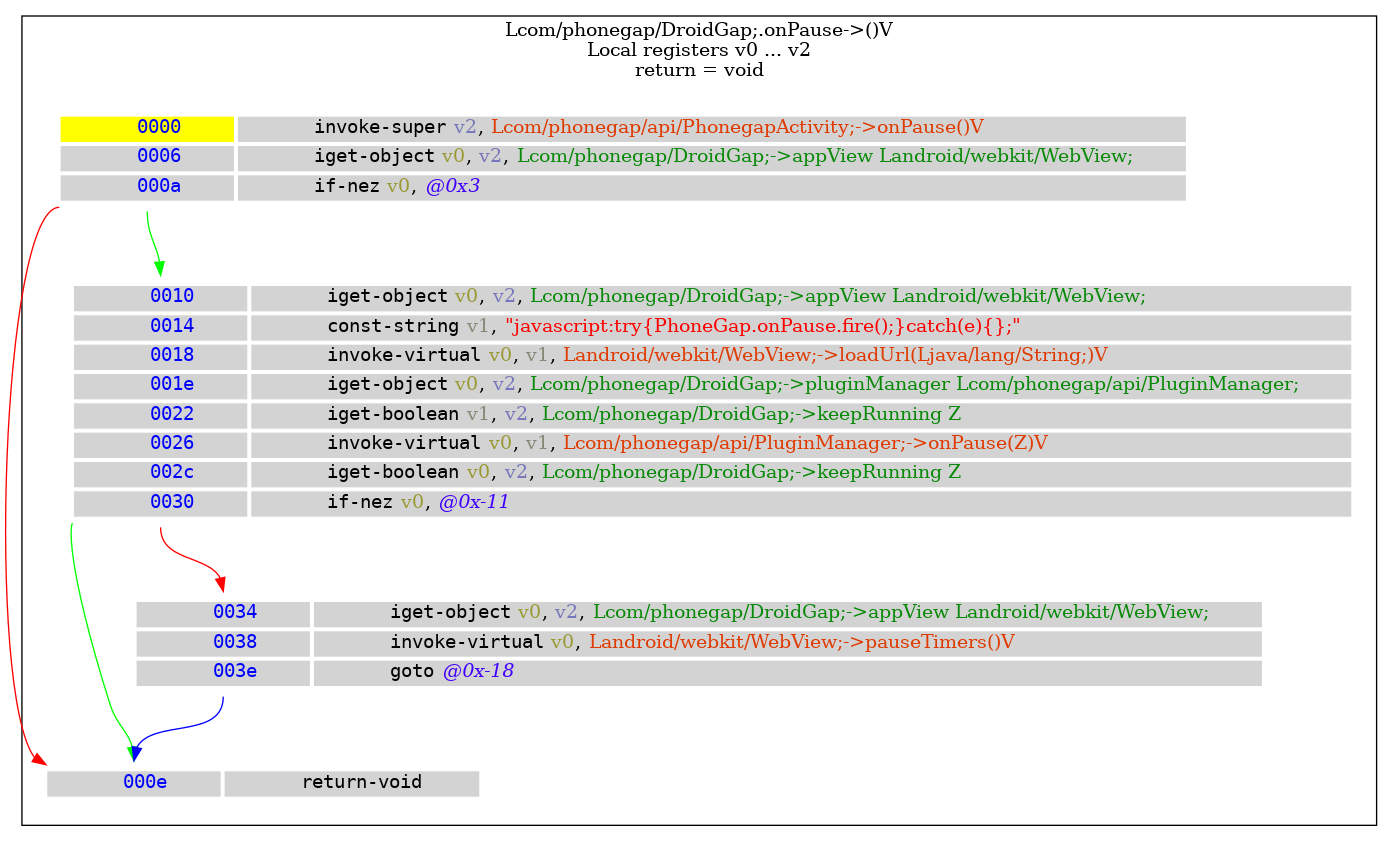 Lcom/phonegap/DroidGap;.onPause->()V
Local registers v0 ... v2
return = void
0000 invoke-super v2, Lcom/phonegap/api/PhonegapActivity;->onPause()V
0006 iget-object v0, v2, Lcom/phonegap/DroidGap;->appView Landroid/webkit/WebView;
000a if-nez v0, @0x3
0010 iget-object v0, v2, Lcom/phonegap/DroidGap;->appView Landroid/webkit/WebView;
0014 const-string v1, "javascript:try{PhoneGap.onPause.fire();}catch(e){};"
0018 invoke-virtual v0, v1, Landroid/webkit/WebView;->loadUrl(Ljava/lang/String;)V
001e iget-object v0, v2, Lcom/phonegap/DroidGap;->pluginManager Lcom/phonegap/api/PluginManager;
0022 iget-boolean v1, v2, Lcom/phonegap/DroidGap;->keepRunning Z
0026 invoke-virtual v0, v1, Lcom/phonegap/api/PluginManager;->onPause(Z)V
002c iget-boolean v0, v2, Lcom/phonegap/DroidGap;->keepRunning Z
0030 if-nez v0, @0x-11
0034 iget-object v0, v2, Lcom/phonegap/DroidGap;->appView Landroid/webkit/WebView;
0038 invoke-virtual v0, Landroid/webkit/WebView;->pauseTimers()V
003e goto @0x-18
000e return-void